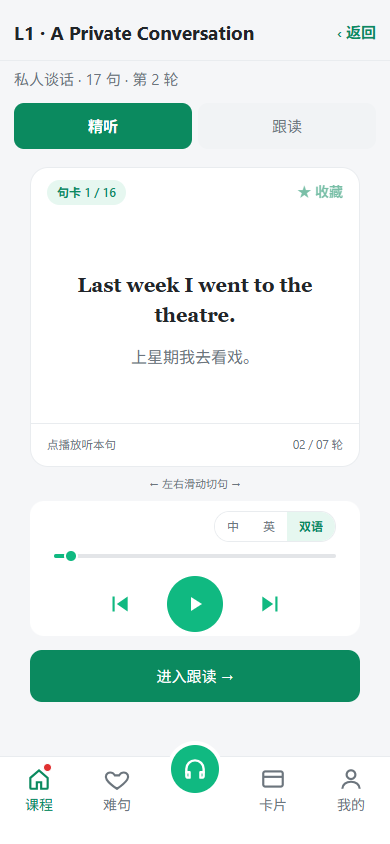 L1 · A Private Conversation
‹ 返回
私人谈话 · 17 句 · 第 2 轮
精听
跟读
句卡 1 / 16
★ 收藏
Last week I went to the
theatre.
上星期我去看戏。
点播放听本句
02 / 07 轮
← 左右滑动切句 →
中
英
双语
进入跟读 →
课程
难句
卡片
我的